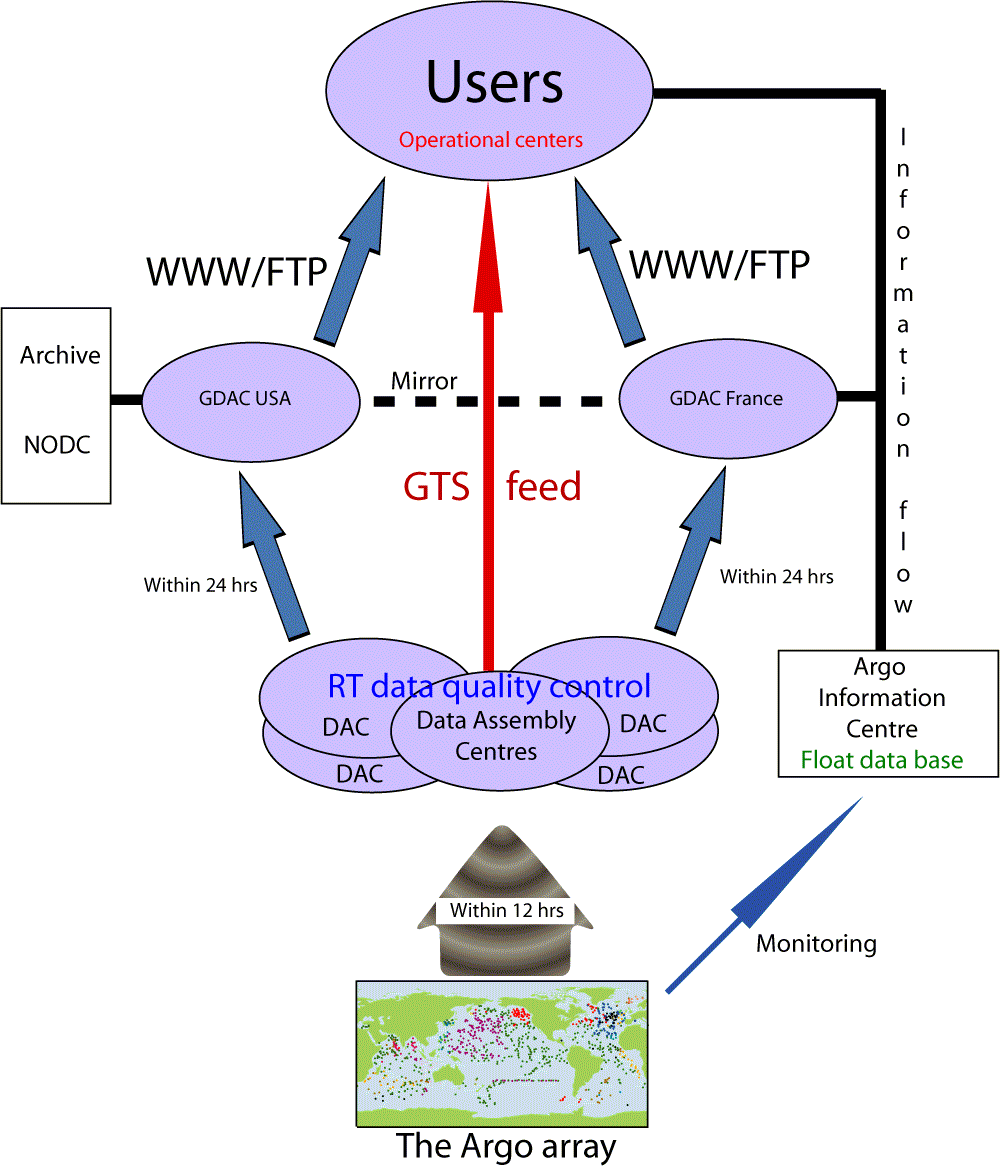 Users
Operational centers
Information flow
WWW/FTP
WWW/FTP
Archive
NODC
GDAC USA
Mirror
GDAC France
GTS feed
Within 24 hrs
Within 24 hrs
RT data quality control
DAC
Data Assembly
Centres
DAC
DAC
DAC
Argo
Information
Centre
Float data base
Within 12 hrs
Monitoring
The Argo array